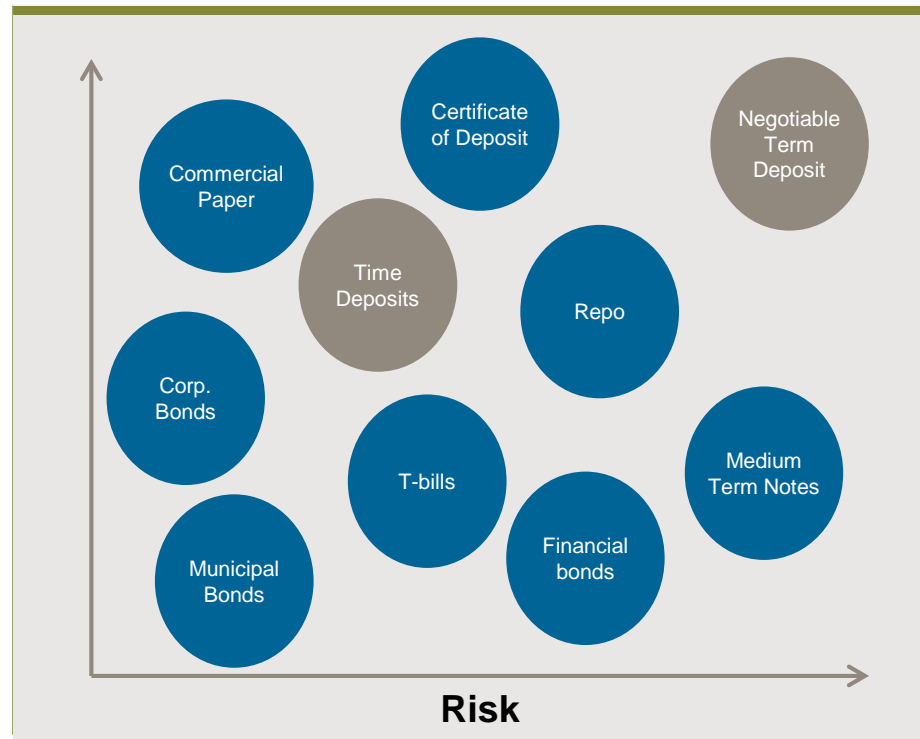 Certificate
of Deposit
Negotiable
Term
Deposit
Commercial
Paper
Time
Deposits
Repo
Corp.
Bonds
T-bills
Medium
Term Notes
Financial
bonds
Municipal
Bonds
Risk